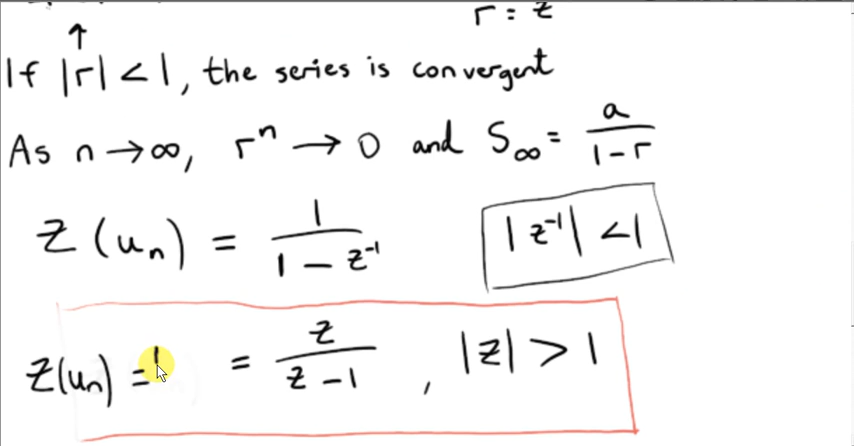 r = z
If |r| < 1, the series is convergent
As n → ∞, rⁿ → 0 and S∞ = a/(1 - r)
Z(uₙ) = 1/(1 - z⁻¹) |z⁻¹| < 1
Z(uₙ) = 1 = z/(z - 1), |z| > 1